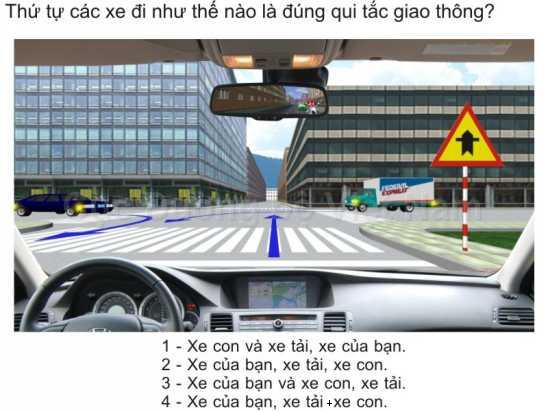 Thứ tự các xe đi như thế nào là đúng qui tắc giao thông?
FEDERAL
EXPRESS
1 - Xe con và xe tải, xe của bạn.
2 - Xe của bạn, xe tải, xe con.
3 - Xe của bạn và xe con, xe tải.
4 - Xe của bạn, xe tải +xe con.